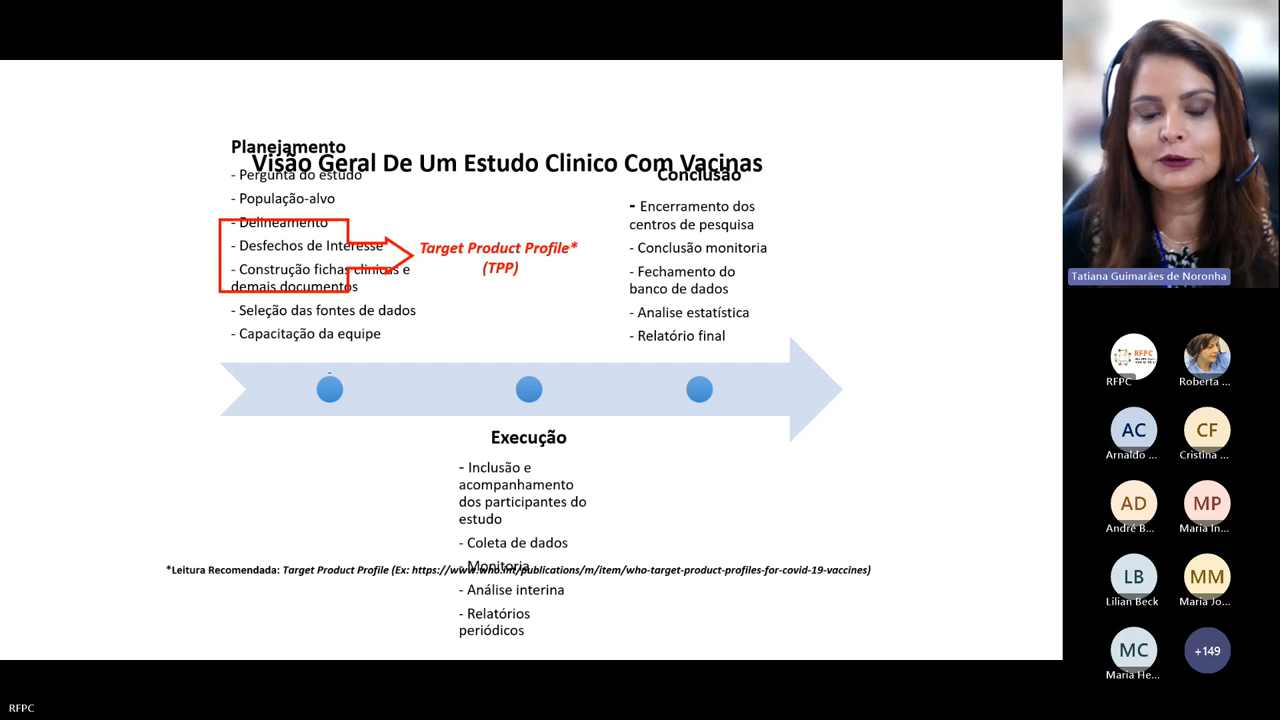 Planejamento
Visão Geral De Um Estudo Clinico Com Vacinas
- Pergunta do estudo
- População-alvo
- Delineamento
- Desfechos de Interesse
- Construção fichas clinicas e
demais documentos
- Seleção das fontes de dados
- Capacitação da equipe
Target Product Profile*
(TPP)
Conclusão
- Encerramento dos
centros de pesquisa
- Conclusão monitoria
- Fechamento do
banco de dados
- Analise estatística
- Relatório final
-
Execução
- Inclusão e
acompanhamento
dos participantes do
estudo
- Coleta de dados
- Monitoria
- Análise interina
- Relatórios
periódicos
*Leitura Recomendada: Target Product Profile (Ex: https://www.who.int/publications/m/item/who-target-product-profiles-for-covid-19-vaccines)
Tatiana Guimarães de Noronha
RFPC
RFPC
Roberta ...
AC
Arnaldo ...
CF
Cristina ...
AD
André B...
MP
Maria In...
LB
Lilian Beck
MM
Maria Jo...
MC
Maria He...
+149
RFPC